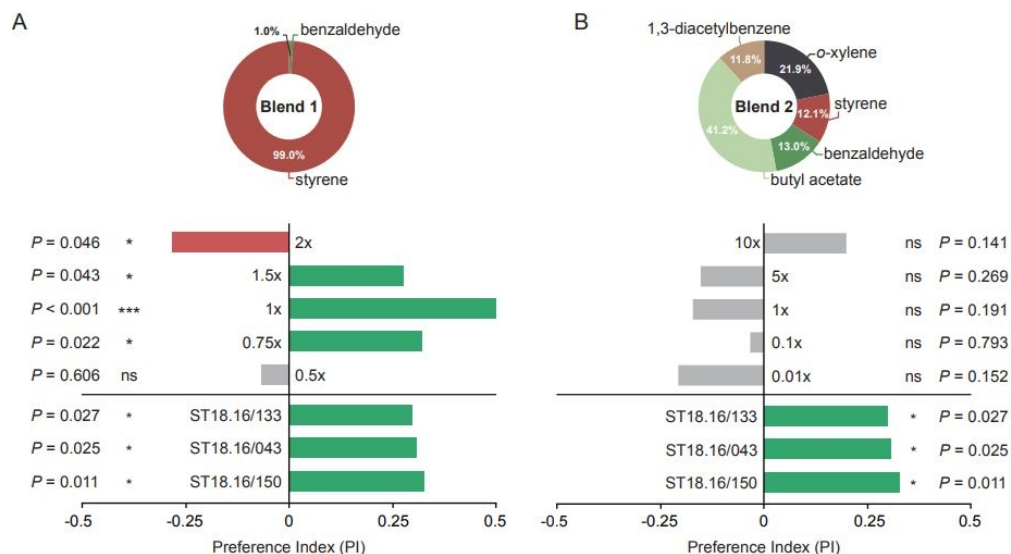 A
1.0%
benzaldehyde
Blend 1
99.0%
styrene
P = 0.046 * 2x
P = 0.043 * 1.5x
P < 0.001 *** 1x
P = 0.022 * 0.75x
P = 0.606 ns 0.5x
P = 0.027 * ST18.16/133
P = 0.025 * ST18.16/043
P = 0.011 * ST18.16/150
-0.5 -0.25 0 0.25 0.5
Preference Index (PI)
B
1,3-diacetylbenzene
11.8%
o-xylene
21.9%
Blend 2
styrene
12.1%
41.2%
13.0%
benzaldehyde
butyl acetate
10x ns P = 0.141
5x ns P = 0.269
1x ns P = 0.191
0.1x ns P = 0.793
0.01x ns P = 0.152
ST18.16/133 * P = 0.027
ST18.16/043 * P = 0.025
ST18.16/150 * P = 0.011
-0.5 -0.25 0 0.25 0.5
Preference Index (PI)